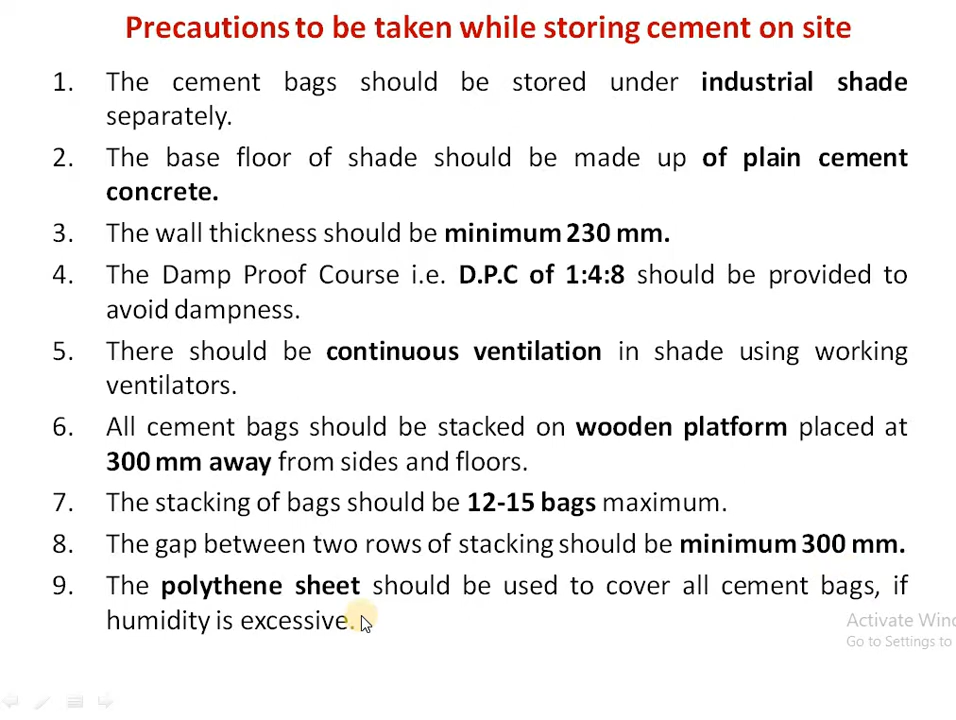 Precautions to be taken while storing cement on site
1. The cement bags should be stored under industrial shade
separately.
2. The base floor of shade should be made up of plain cement
concrete.
3. The wall thickness should be minimum 230 mm.
4. The Damp Proof Course i.e. D.P.C of 1:4:8 should be provided to
avoid dampness.
5. There should be continuous ventilation in shade using working
ventilators.
6. All cement bags should be stacked on wooden platform placed at
300 mm away from sides and floors.
7. The stacking of bags should be 12-15 bags maximum.
8. The gap between two rows of stacking should be minimum 300 mm.
9. The polythene sheet should be used to cover all cement bags, if
humidity is excessive.
Activate Wind
Go to Settings to